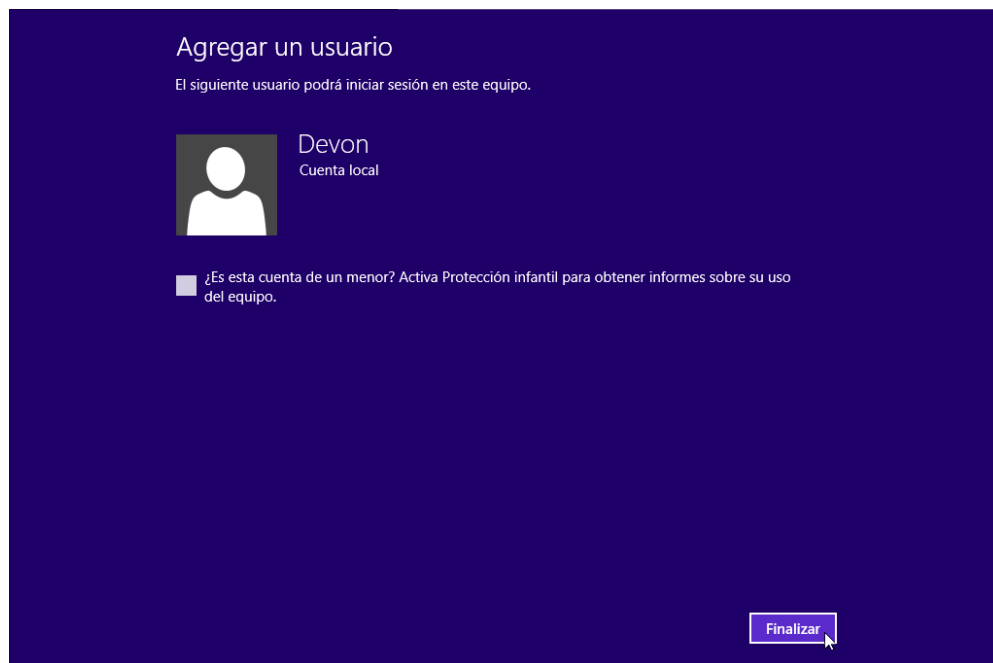 Agregar un usuario
El siguiente usuario podrá iniciar sesión en este equipo.
Devon
Cuenta local
¿Es esta cuenta de un menor? Activa Protección infantil para obtener informes sobre su uso
del equipo.
Finalizar